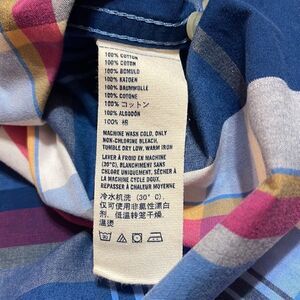 100% COTTON
100% COTON
100% BOMULD
100% KATOEN
100% BAUMWOLLE
100% COTONE
100% コットン
100% ALGODÓN
100% 棉
MACHINE WASH COLD, ONLY
NON-CHLORINE BLEACH,
TUMBLE DRY LOW, WARM IRON
LAVER À FROID EN MACHINE
(30°C), BLANCHIMENT SANS
CHLORE UNIQUEMENT, SÉCHER À
LA MACHINE CYCLE DOUX,
REPASSER À CHALEUR MOYENNE
冷水机洗 (30°C),
仅可使用非氯性漂白
剂, 低温转笼干燥,
温烫